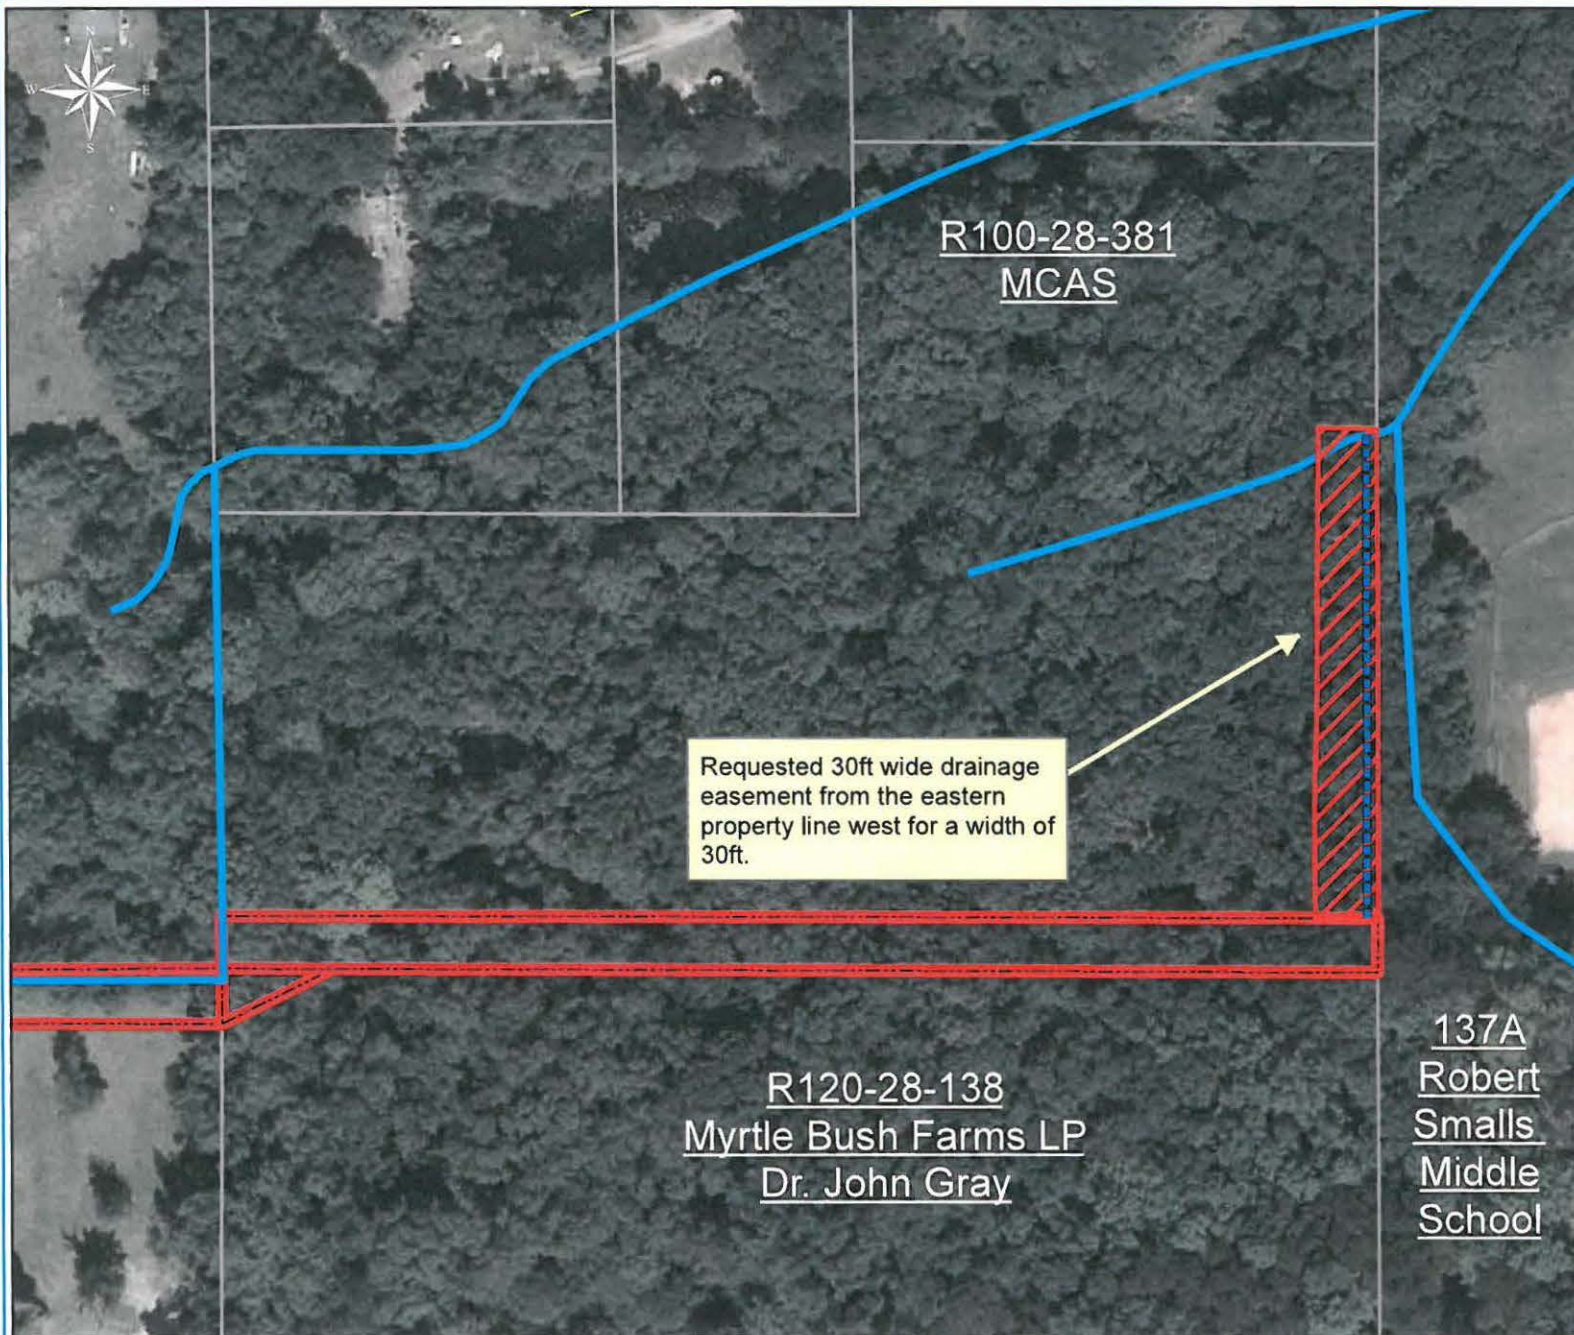 N
W E
S
R100-28-381
MCAS
Requested 30ft wide drainage
easement from the eastern
property line west for a width of
30ft.
R120-28-138
Myrtle Bush Farms LP
Dr. John Gray
137A
Robert
Smalls
Middle
School